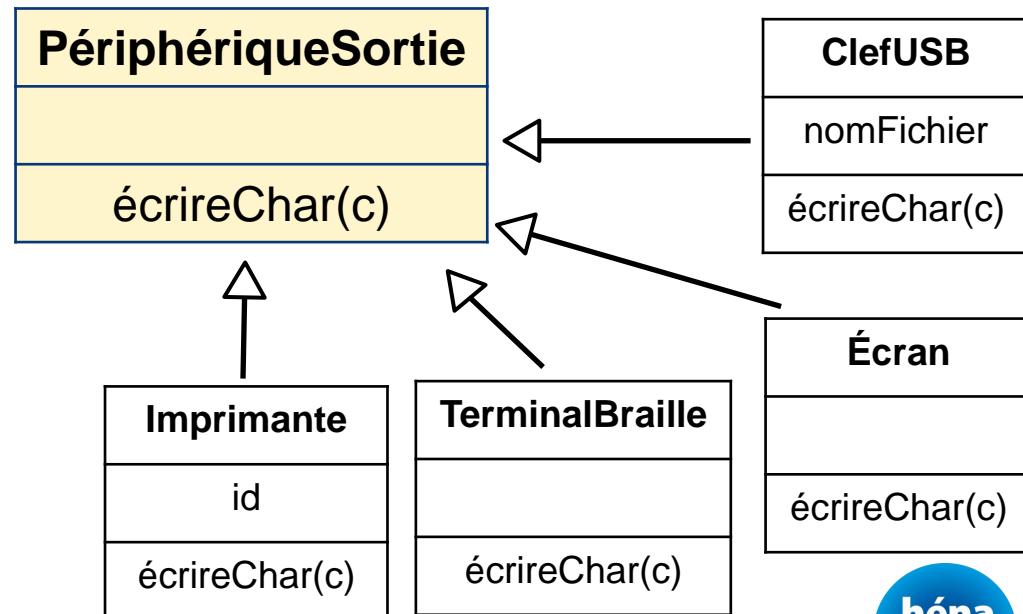 PériphériqueSortie
écrireChar(c)
ClefUSB
nomFichier
écrireChar(c)
Écran
écrireChar(c)
Imprimante
id
écrireChar(c)
TerminalBraille
écrireChar(c)